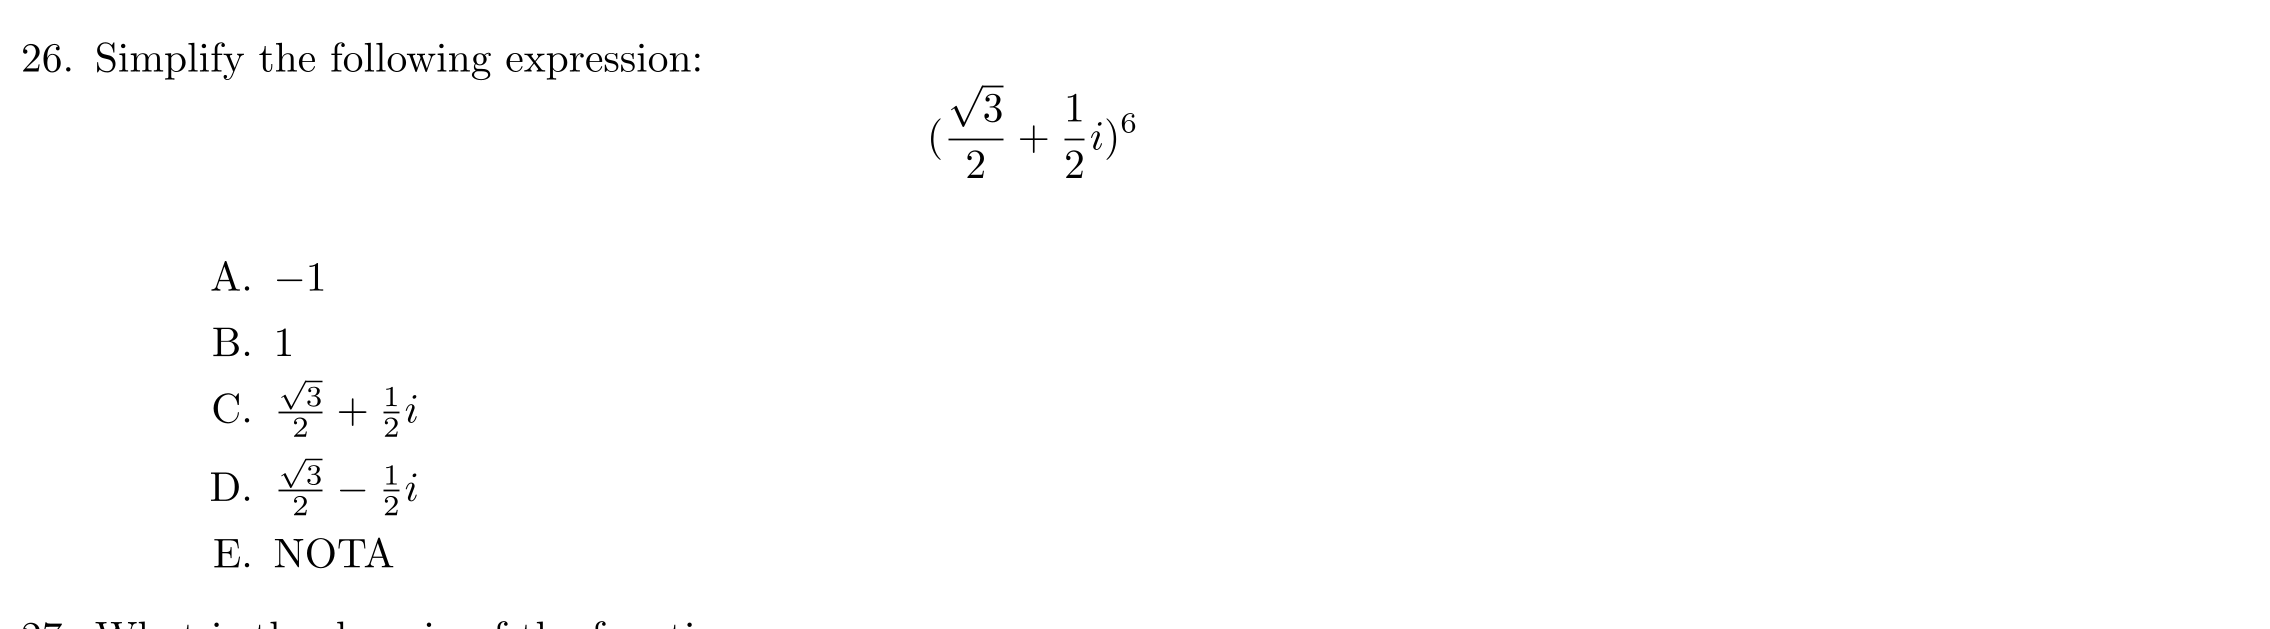 26. Simplify the following expression:
(\frac{\sqrt{3}}{2} + \frac{1}{2}i)^6
A. −1
B. 1
C. \frac{\sqrt{3}}{2} + \frac{1}{2}i
D. \frac{\sqrt{3}}{2} − \frac{1}{2}i
E. NOTA